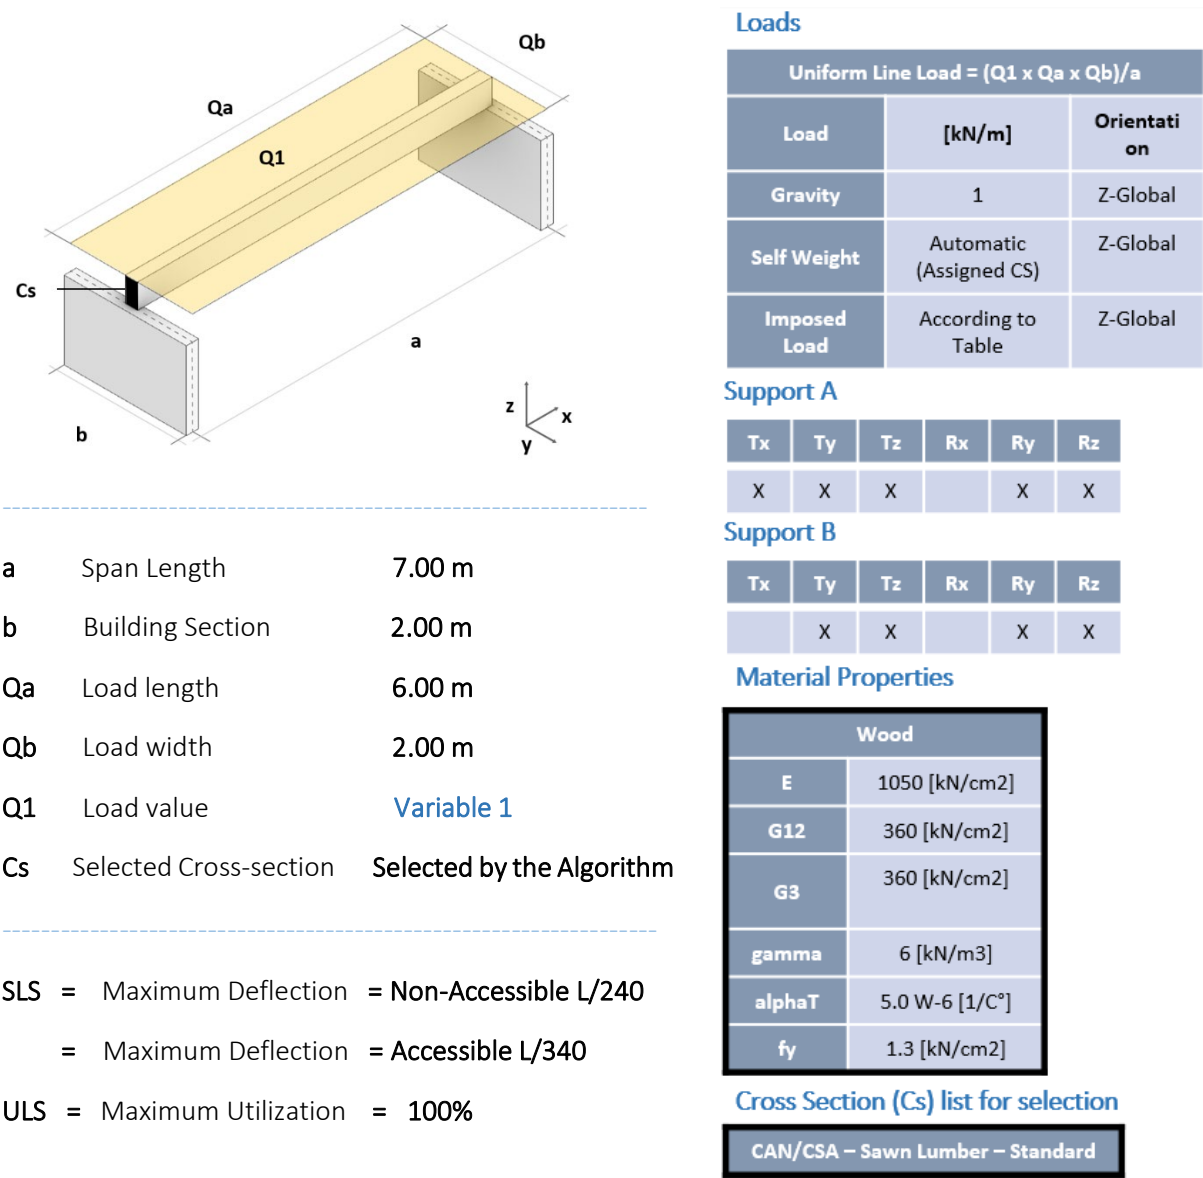 Qb
Qa
Q1
Cs
a
b
z
x
y
a Span Length 7.00 m
b Building Section 2.00 m
Qa Load length 6.00 m
Qb Load width 2.00 m
Q1 Load value Variable 1
Cs Selected Cross-section Selected by the Algorithm
SLS = Maximum Deflection = Non-Accessible L/240
= Maximum Deflection = Accessible L/340
ULS = Maximum Utilization = 100%
Loads
Uniform Line Load = (Q1 x Qa x Qb)/a
Load [kN/m] Orientati
on
Gravity 1 Z-Global
Self Weight Automatic Z-Global
(Assigned CS)
Imposed According to Z-Global
Load Table
Support A
Tx Ty Tz Rx Ry Rz
X X X X X
Support B
Tx Ty Tz Rx Ry Rz
X X X X
Material Properties
Wood
E 1050 [kN/cm2]
G12 360 [kN/cm2]
G3 360 [kN/cm2]
gamma 6 [kN/m3]
alphaT 5.0 W-6 [1/C°]
fy 1.3 [kN/cm2]
Cross Section (Cs) list for selection
CAN/CSA – Sawn Lumber – Standard